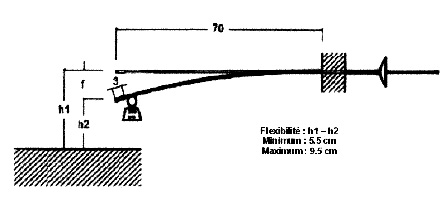 70
3
f
h1
h2
Flexibilité : h1 – h2
Minimum : 5.5 cm
Maximum : 9.5 cm